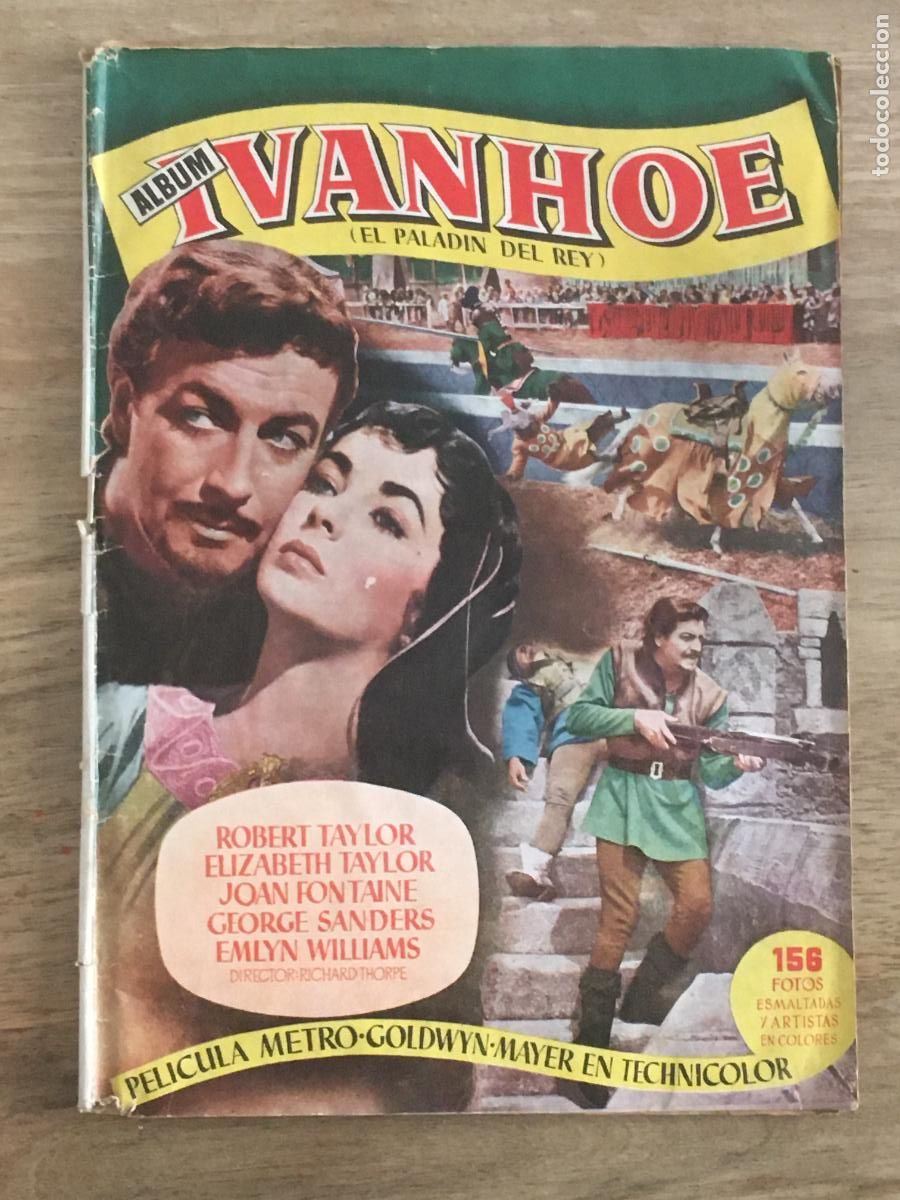 ALBUM
IVANHOE
(EL PALADIN DEL REY)
ROBERT TAYLOR
ELIZABETH TAYLOR
JOAN FONTAINE
GEORGE SANDERS
EMLYN WILLIAMS
DIRECTOR·RICHARD THORPE
156
FOTOS
ESMALTADAS
Y ARTISTAS
EN COLORES
PELICULA METRO·GOLDWYN·MAYER EN TECHNICOLOR
todocoleccion